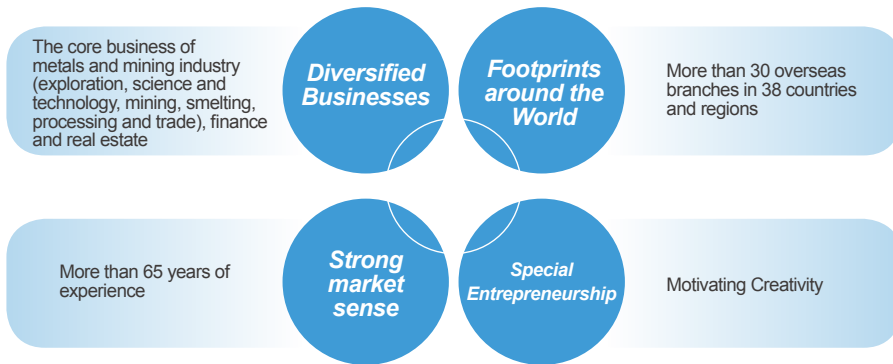 The core business of
metals and mining industry
(exploration, science and
technology, mining, smelting,
processing and trade), finance
and real estate
Diversified
Businesses
Footprints
around the
World
More than 30 overseas
branches in 38 countries
and regions
More than 65 years of
experience
Strong
market
sense
Special
Entrepreneurship
Motivating Creativity